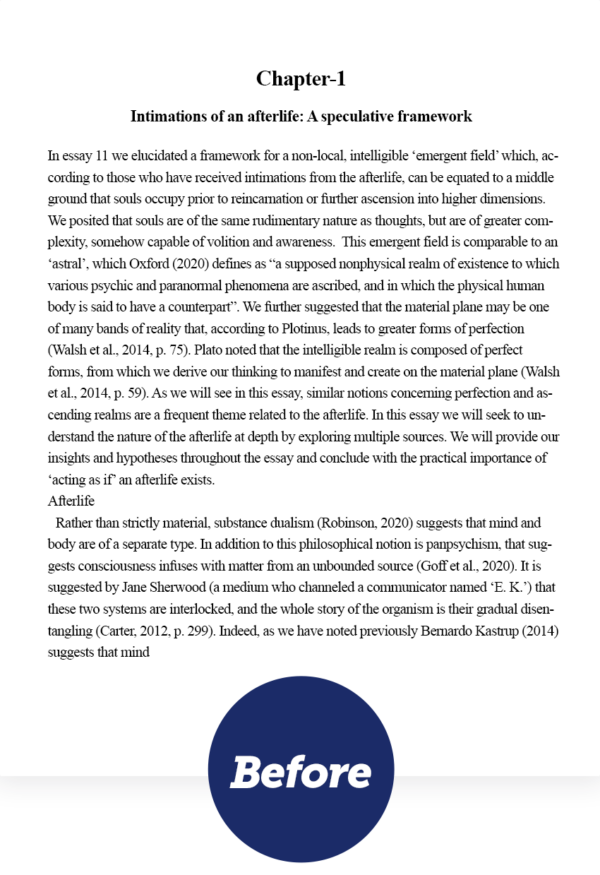 Chapter-1
Intimations of an afterlife: A speculative framework
In essay 11 we elucidated a framework for a non-local, intelligible ‘emergent field’ which, ac-
cording to those who have received intimations from the afterlife, can be equated to a middle
ground that souls occupy prior to reincarnation or further ascension into higher dimensions.
We posited that souls are of the same rudimentary nature as thoughts, but are of greater com-
plexity, somehow capable of volition and awareness.  This emergent field is comparable to an
‘astral’, which Oxford (2020) defines as “a supposed nonphysical realm of existence to which
various psychic and paranormal phenomena are ascribed, and in which the physical human
body is said to have a counterpart”. We further suggested that the material plane may be one
of many bands of reality that, according to Plotinus, leads to greater forms of perfection
(Walsh et al., 2014, p. 75). Plato noted that the intelligible realm is composed of perfect
forms, from which we derive our thinking to manifest and create on the material plane (Walsh
et al., 2014, p. 59). As we will see in this essay, similar notions concerning perfection and as-
cending realms are a frequent theme related to the afterlife. In this essay we will seek to un-
derstand the nature of the afterlife at depth by exploring multiple sources. We will provide our
insights and hypotheses throughout the essay and conclude with the practical importance of
‘acting as if’ an afterlife exists.
Afterlife
Rather than strictly material, substance dualism (Robinson, 2020) suggests that mind and
body are of a separate type. In addition to this philosophical notion is panpsychism, that sug-
gests consciousness infuses with matter from an unbounded source (Goff et al., 2020). It is
suggested by Jane Sherwood (a medium who channeled a communicator named ‘E. K.’) that
these two systems are interlocked, and the whole story of the organism is their gradual disen-
tangling (Carter, 2012, p. 299). Indeed, as we have noted previously Bernardo Kastrup (2014)
suggests that mind
Before